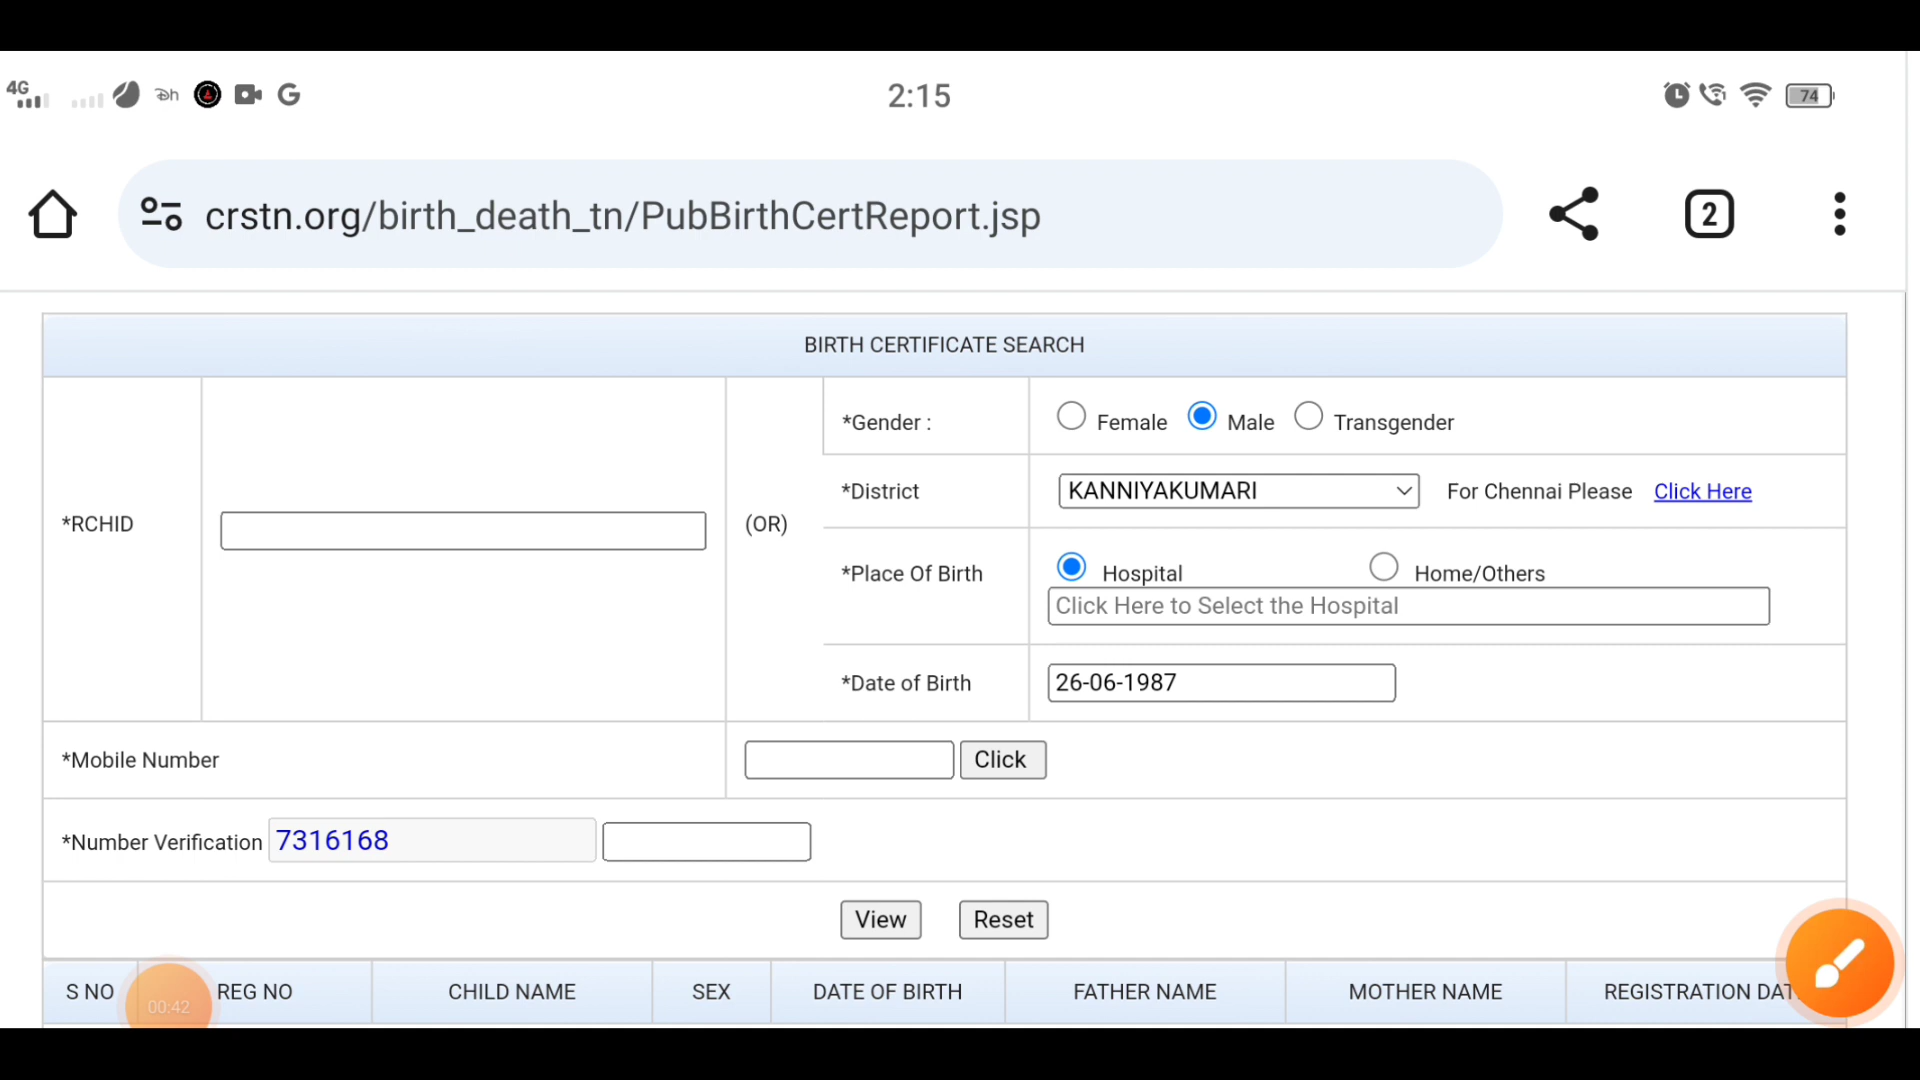 4G 2:15 74
crstn.org/birth_death_tn/PubBirthCertReport.jsp 2
BIRTH CERTIFICATE SEARCH
*RCHID
(OR)
*Gender : Female Male Transgender
*District KANNIYAKUMARI For Chennai Please Click Here
*Place Of Birth Hospital Home/Others
Click Here to Select the Hospital
*Date of Birth 26-06-1987
*Mobile Number Click
*Number Verification 7316168
View Reset
S NO REG NO CHILD NAME SEX DATE OF BIRTH FATHER NAME MOTHER NAME REGISTRATION DAT
00:42